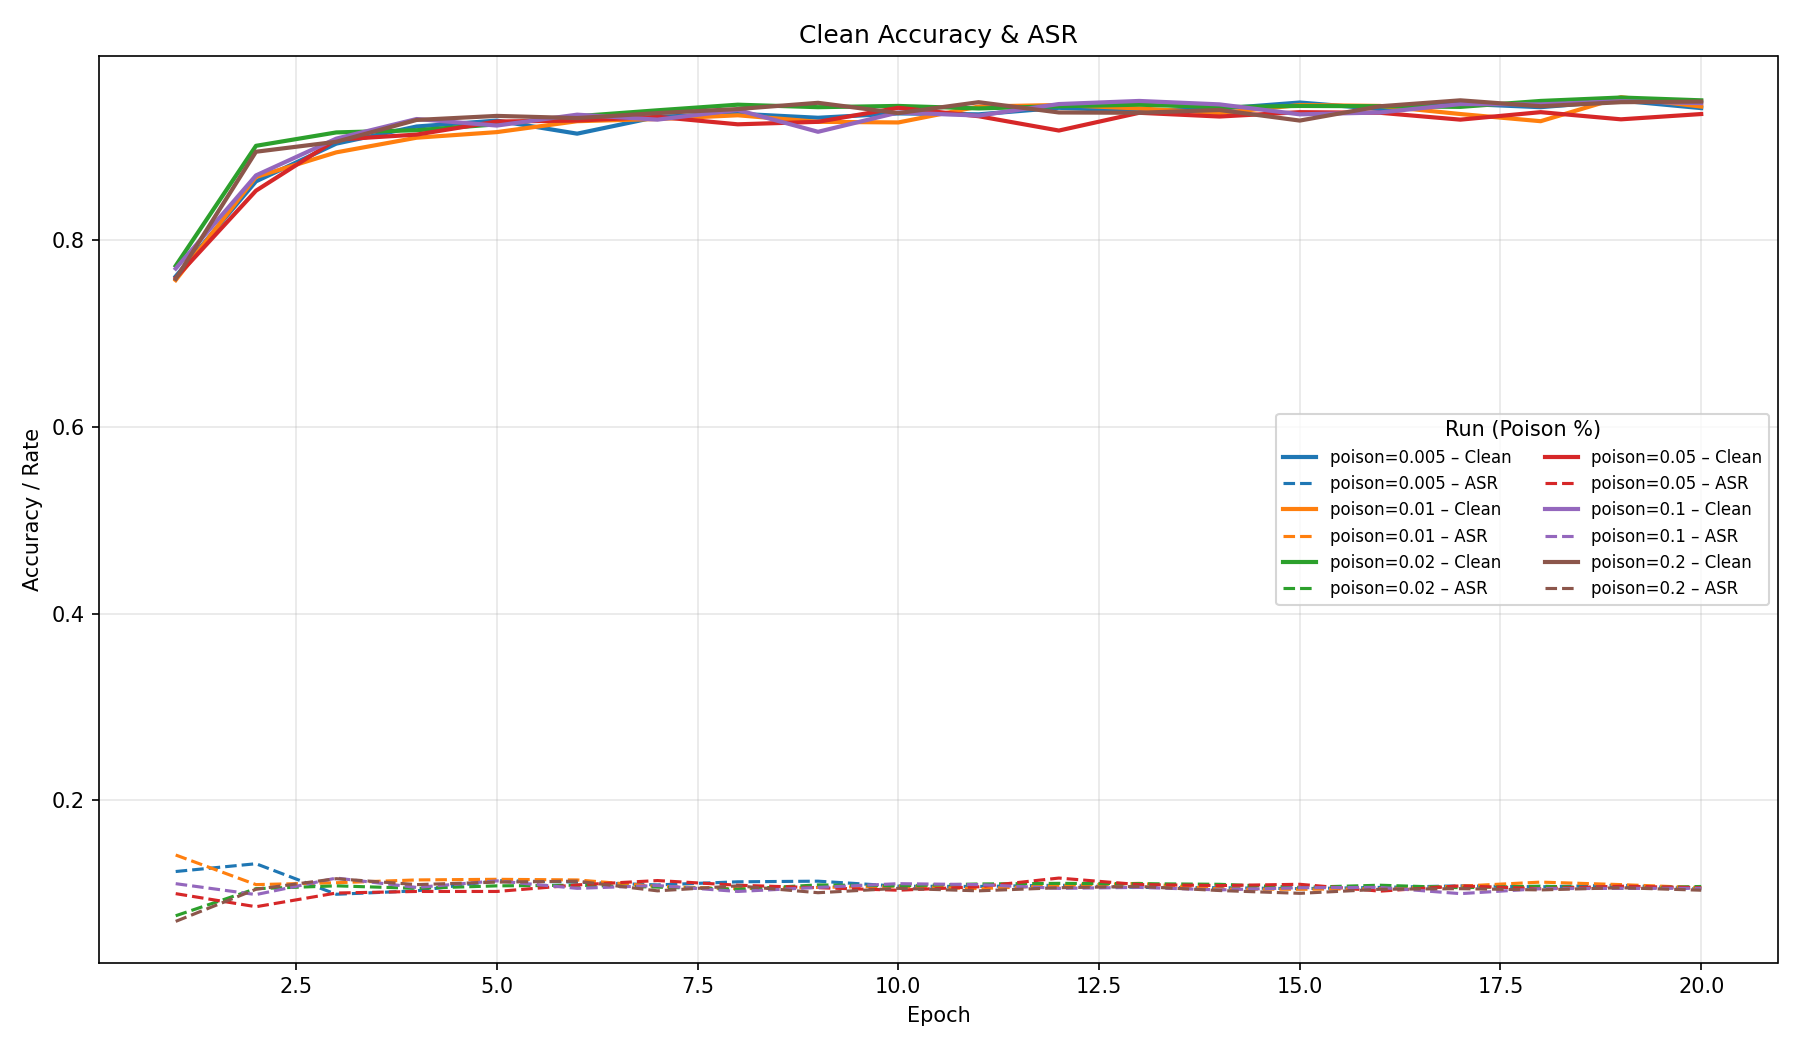 Clean Accuracy & ASR
Accuracy / Rate
0.8
0.6
0.4
0.2
Run (Poison %)
poison=0.005 – Clean
poison=0.005 – ASR
poison=0.01 – Clean
poison=0.01 – ASR
poison=0.02 – Clean
poison=0.02 – ASR
poison=0.05 – Clean
poison=0.05 – ASR
poison=0.1 – Clean
poison=0.1 – ASR
poison=0.2 – Clean
poison=0.2 – ASR
2.5 5.0 7.5 10.0 12.5 15.0 17.5 20.0
Epoch